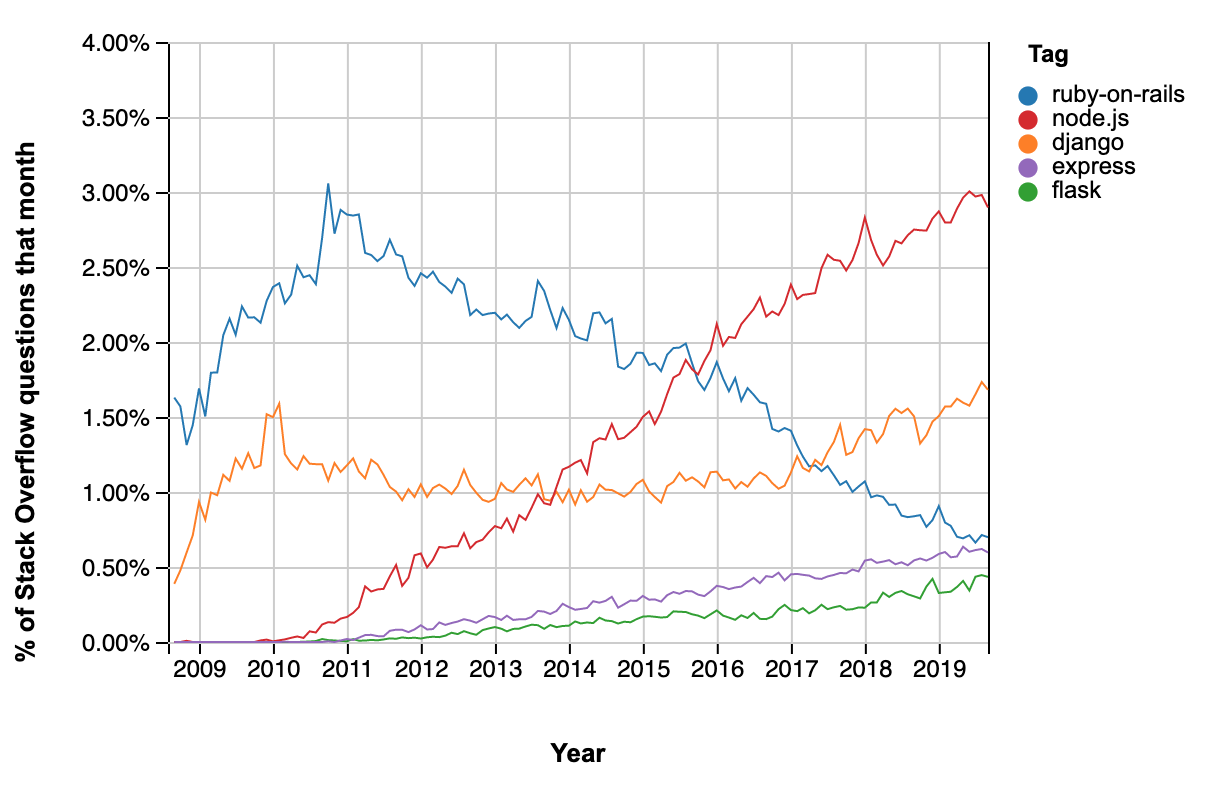 % of Stack Overflow questions that month
4.00%
3.50%
3.00%
2.50%
2.00%
1.50%
1.00%
0.50%
0.00%
2009 2010 2011 2012 2013 2014 2015 2016 2017 2018 2019
Year
Tag
ruby-on-rails
node.js
django
express
flask